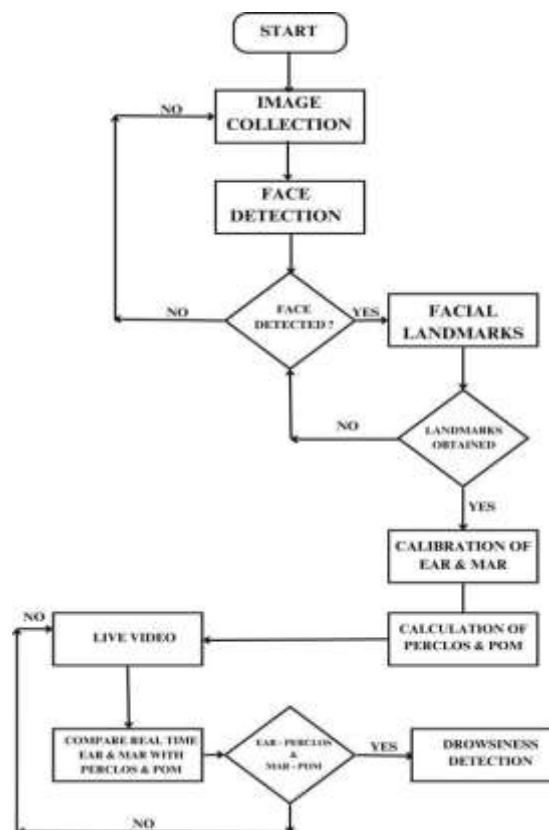 START
NO
IMAGE
COLLECTION
FACE
DETECTION
NO
FACE
DETECTED ?
YES
FACIAL
LANDMARKS
NO
LANDMARKS
OBTAINED
YES
CALIBRATION OF
EAR & MAR
NO
LIVE VIDEO
CALCULATION OF
PERCLOS & POM
COMPARE REAL TIME
EAR & MAR WITH
PERCLOS & POM
EAR - PERCLOS
&
MAR - POM
YES
DROWSINESS
DETECTION
NO